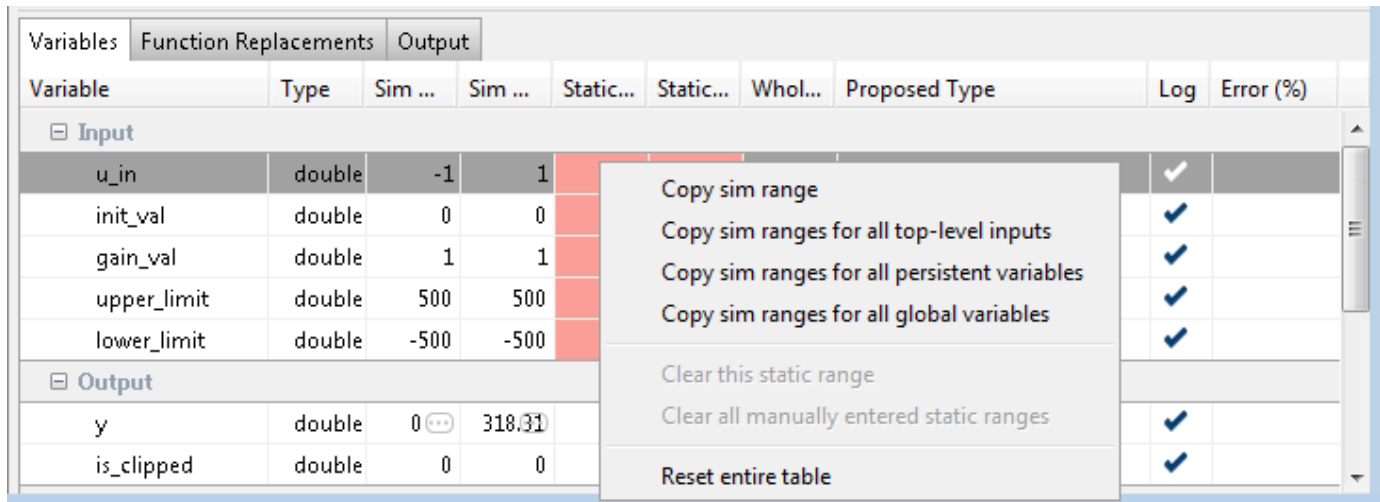 Variables Function Replacements Output
Variable Type Sim ... Sim ... Static... Static... Whol... Proposed Type Log Error (%)
Input
u_in double -1 1
init_val double 0 0
gain_val double 1 1
upper_limit double 500 500
lower_limit double -500 -500
Output
y double 0 318.31
is_clipped double 0 0
Copy sim range
Copy sim ranges for all top-level inputs
Copy sim ranges for all persistent variables
Copy sim ranges for all global variables
Clear this static range
Clear all manually entered static ranges
Reset entire table